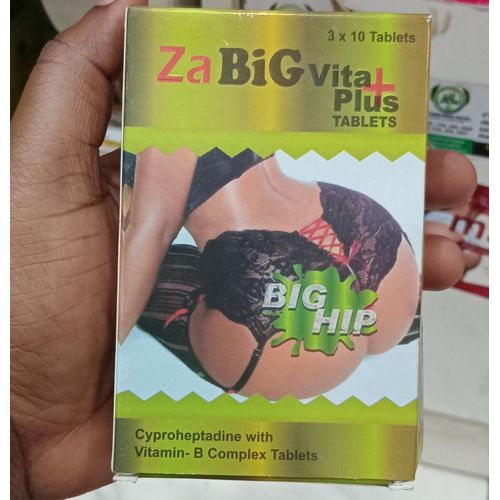 3 x 10 Tablets
Za BiG Vita+
Plus
TABLETS
BIG
HIP
Cyproheptadine with
Vitamin- B Complex Tablets